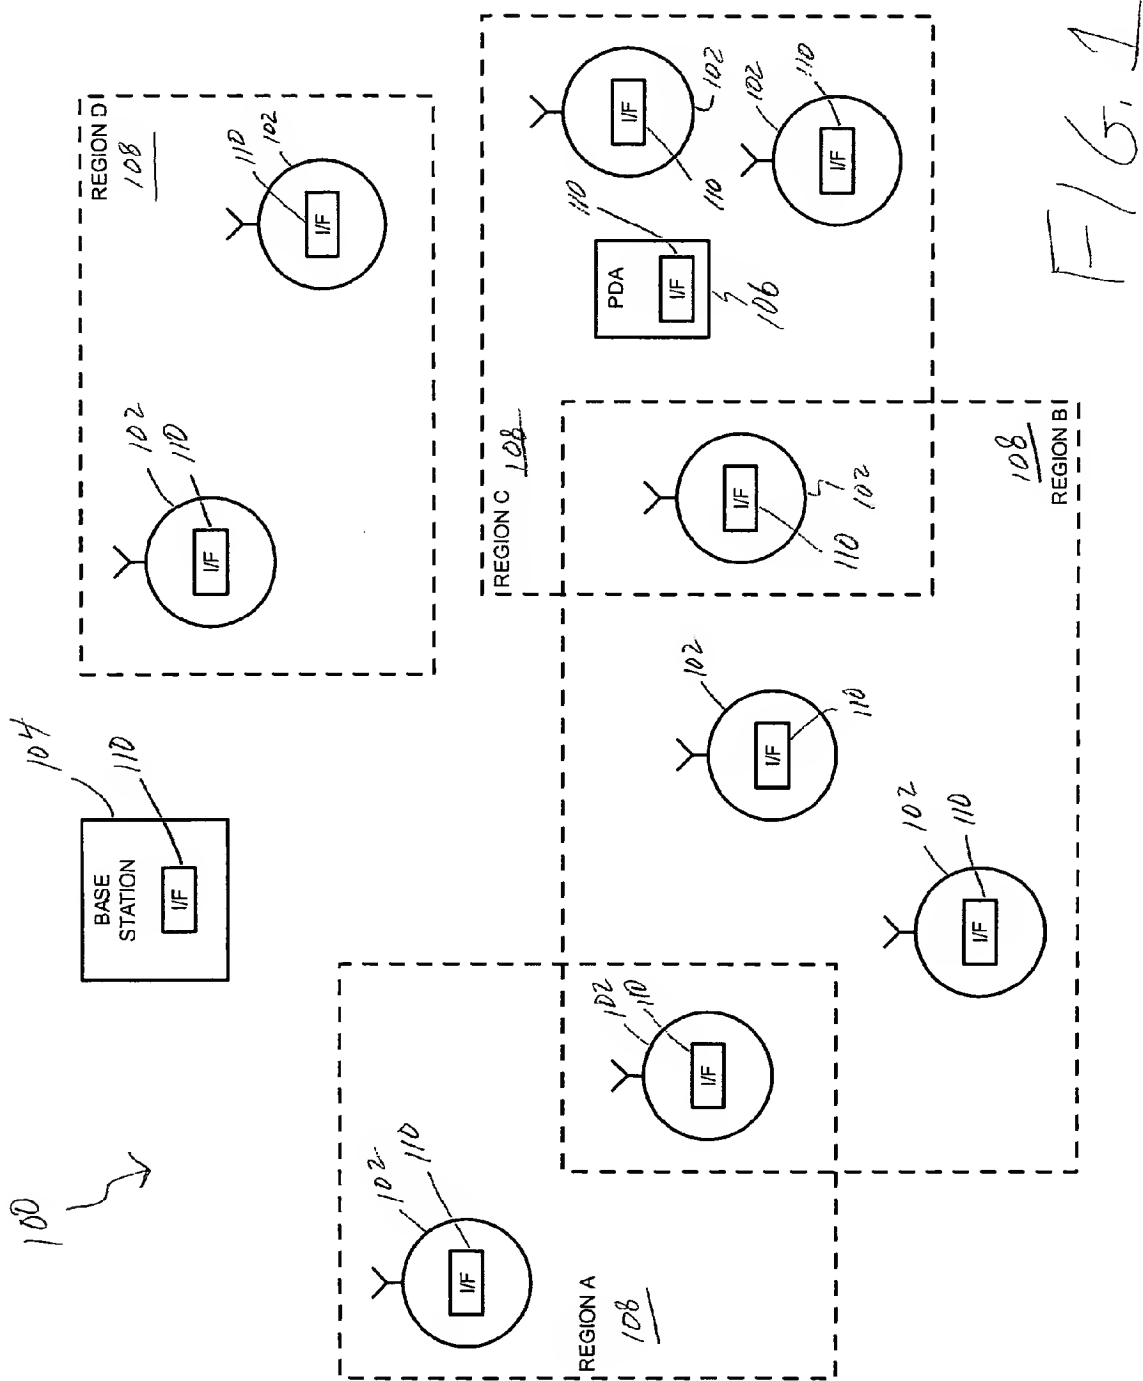 100
104
BASE
STATION
I/F
110
REGION D
108
102
110
I/F
110
102
I/F
REGION A
108
102
110
I/F
102
110
I/F
REGION B
108
102
I/F
110
102
110
I/F
REGION C
108
I/F
110
102
PDA
I/F
110
106
I/F
110
102
102
110
I/F
FIG. 1